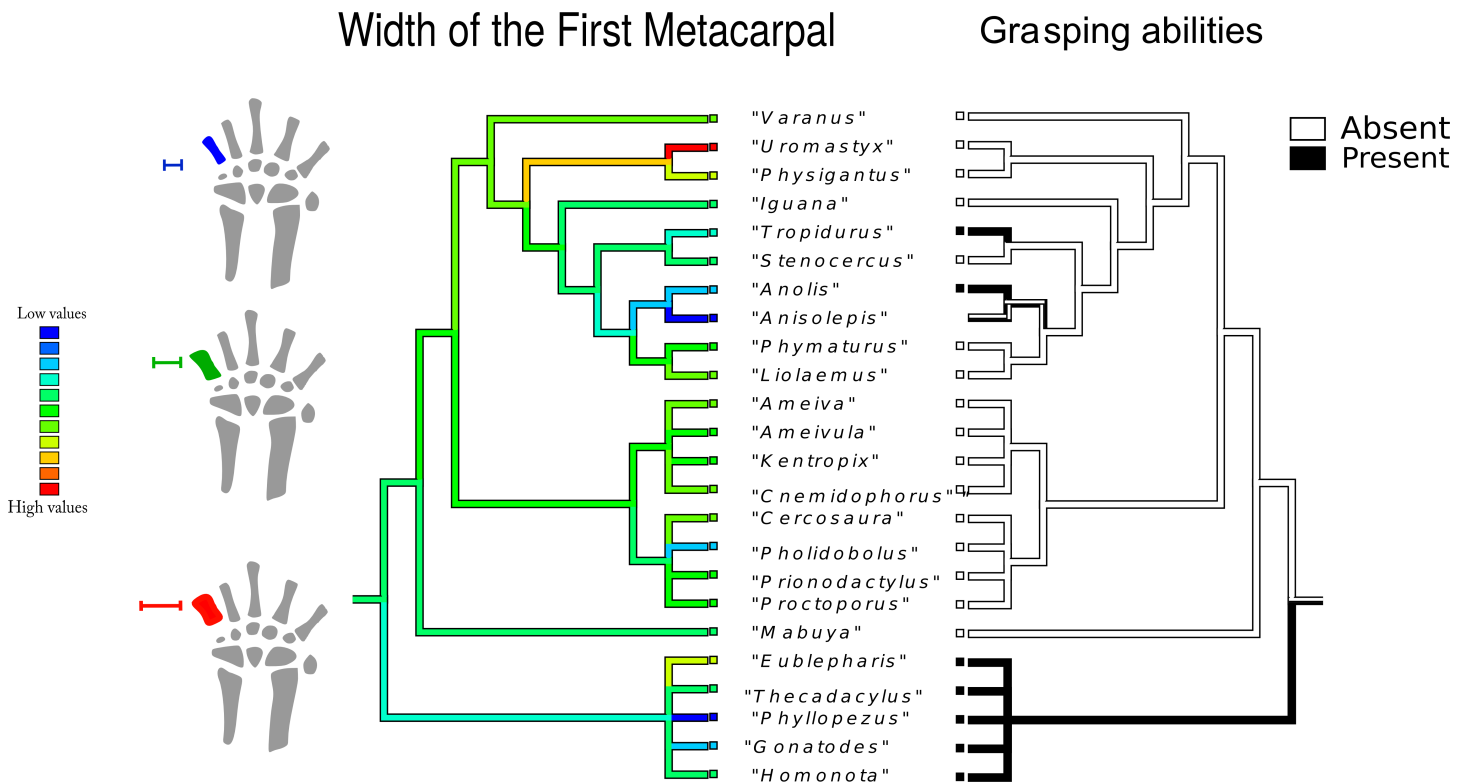 Width of the First Metacarpal
Grasping abilities
Absent
Present
Low values
High values
"Varanus"
"Uromastyx"
"Physigantus"
"Iguana"
"Tropidurus"
"Stenocercus"
"Anolis"
"Anisolepis"
"Phymaturus"
"Liolaemus"
"Ameiva"
"Ameivula"
"Kentropix"
"Cnemidophorus" "
"Cercosaura"
"Pholidobolus"
"Prionodactylus"
"Proctoporus"
"Mabuya"
"Eublepharis"
"Thecadacylus"
"Phyllopezus"
"Gonatodes"
"Homonota"